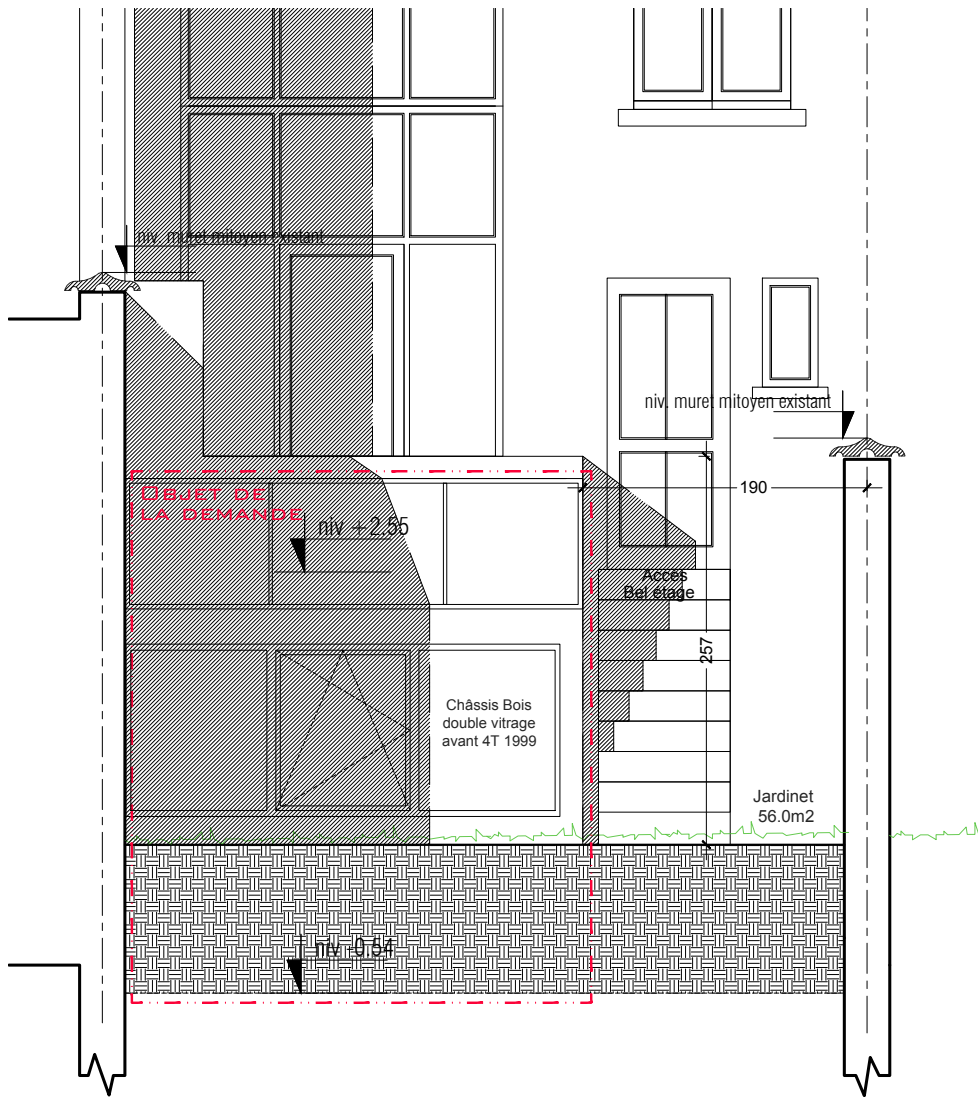 niv. muret mitoyen existant
niv. muret mitoyen existant
190
OBJET DE
LA DEMANDE
niv +2.55
Accès
Bel étage
257
Châssis Bois
double vitrage
avant 4T 1999
Jardinet
56.0m2
niv -0.54